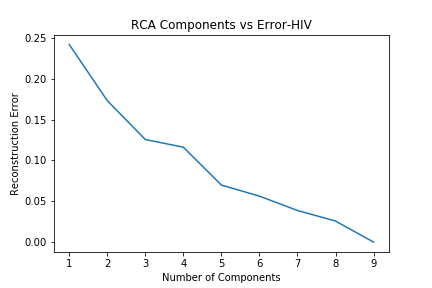 RCA Components vs Error-HIV
Reconstruction Error
0.25
0.20
0.15
0.10
0.05
0.00
1 2 3 4 5 6 7 8 9
Number of Components